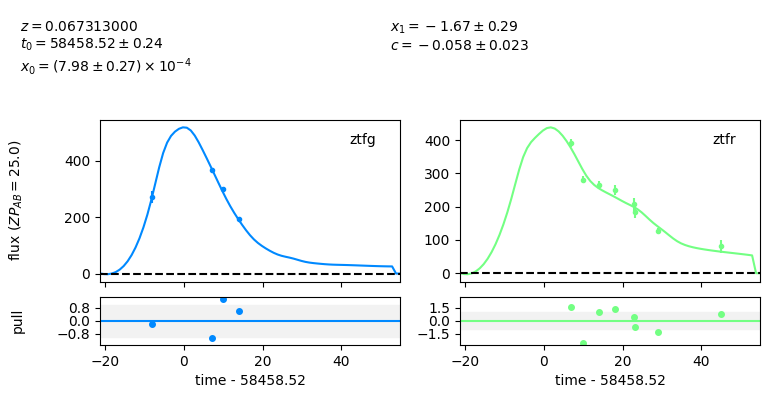 z = 0.067313000
t0 = 58458.52 ± 0.24
x0 = (7.98 ± 0.27) × 10⁻⁴
x1 = −1.67 ± 0.29
c = −0.058 ± 0.023
flux (ZP_AB = 25.0)
400
200
0
ztfg
400
300
200
100
0
ztfr
pull
0.8
0.0
−0.8
−20 0 20 40
time - 58458.52
1.5
0.0
−1.5
−20 0 20 40
time - 58458.52